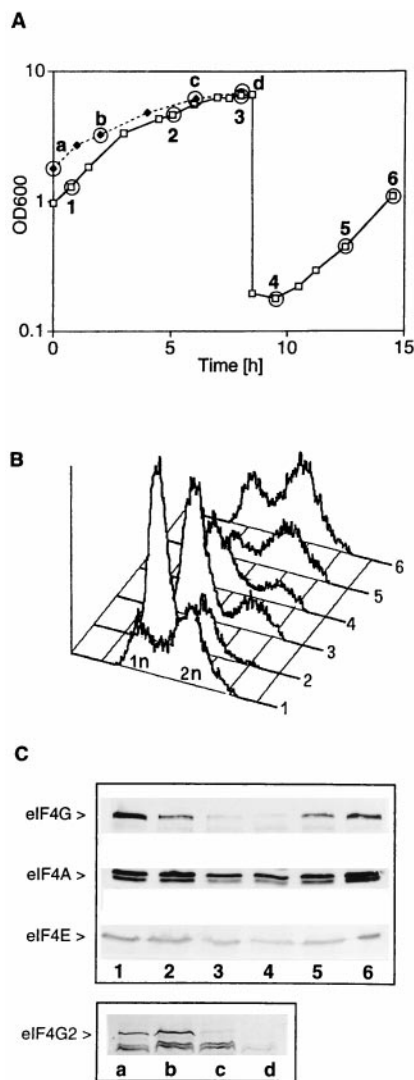 A
10
1
0.1
OD600
a
b
c
d
1
2
3
4
5
6
0
5
10
15
Time [h]
B
1n
2n
1
2
3
4
5
6
C
eIF4G >
eIF4A >
eIF4E >
1 2 3 4 5 6
eIF4G2 >
a b c d